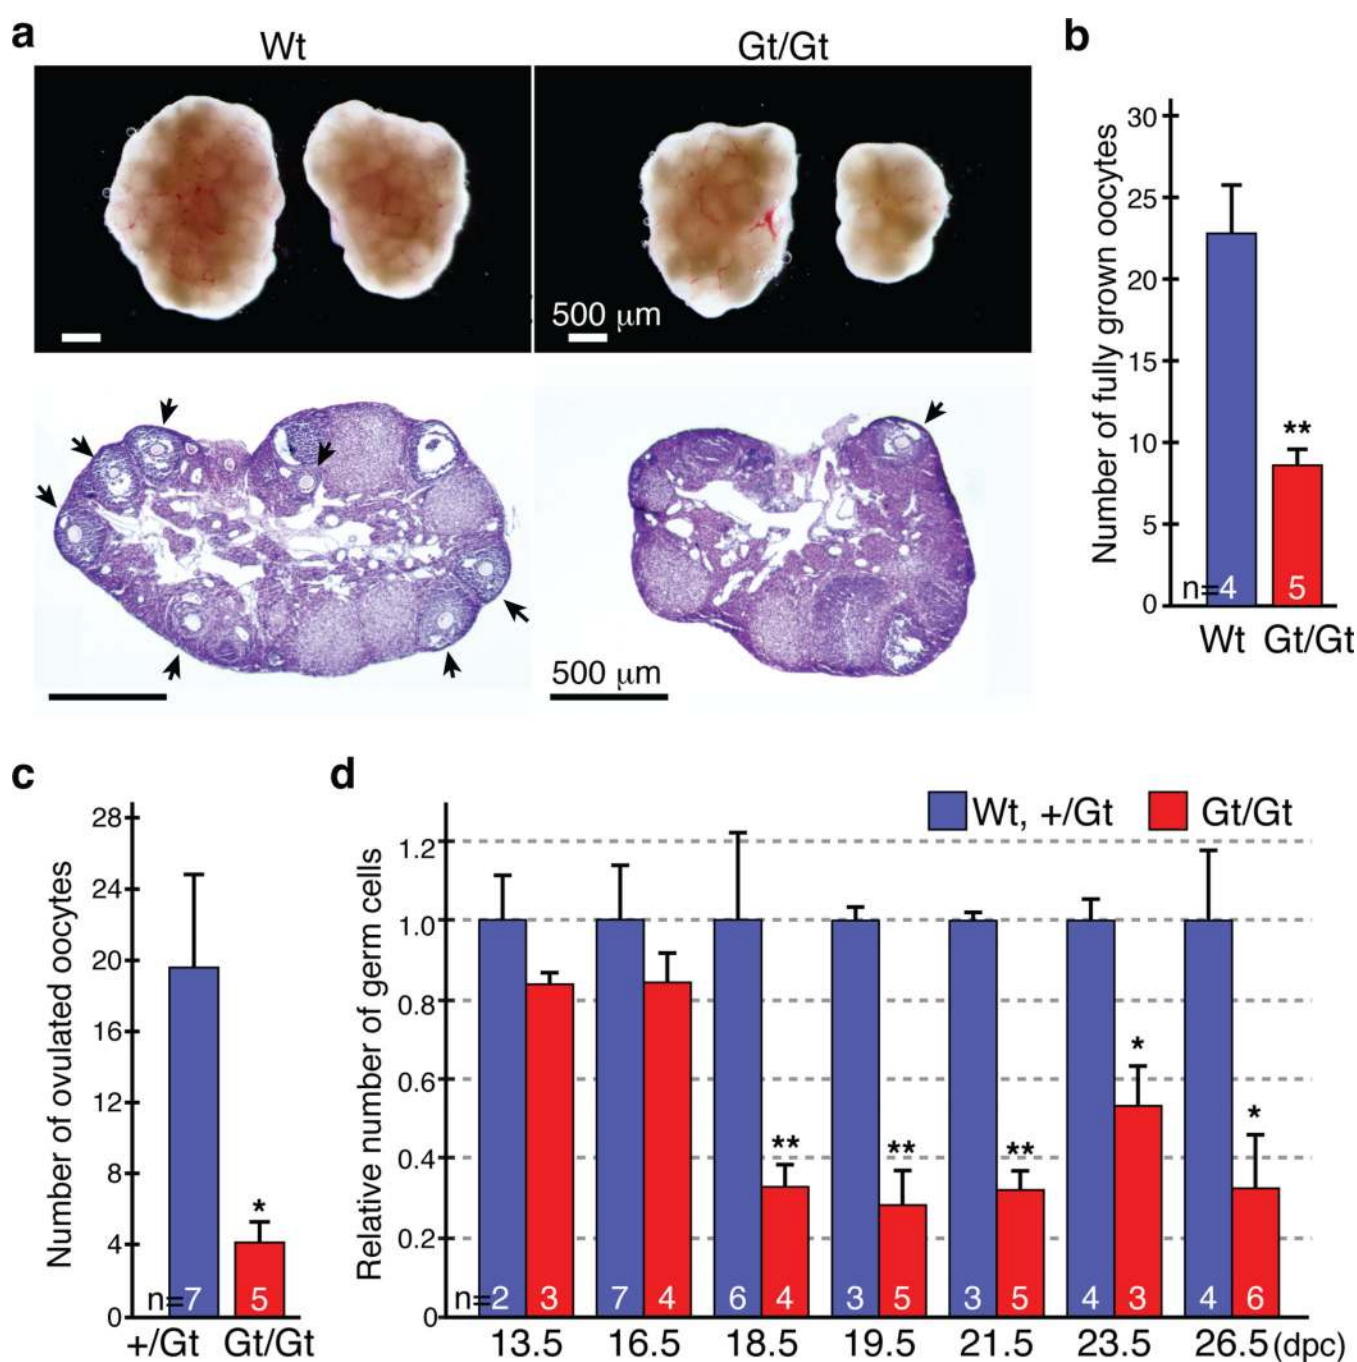 a
Wt
Gt/Gt
500 μm
500 μm
b
Number of fully grown oocytes
30
25
20
15
10
5
0
**
n=4
5
Wt
Gt/Gt
c
Number of ovulated oocytes
28
24
20
16
12
8
4
0
*
n=7
5
+/Gt
Gt/Gt
d
Wt, +/Gt
Gt/Gt
Relative number of germ cells
1.2
1.0
0.8
0.6
0.4
0.2
0
** ** ** * *
n=2 3 7 4 6 4 3 5 3 5 4 3 4 6
13.5 16.5 18.5 19.5 21.5 23.5 26.5 (dpc)